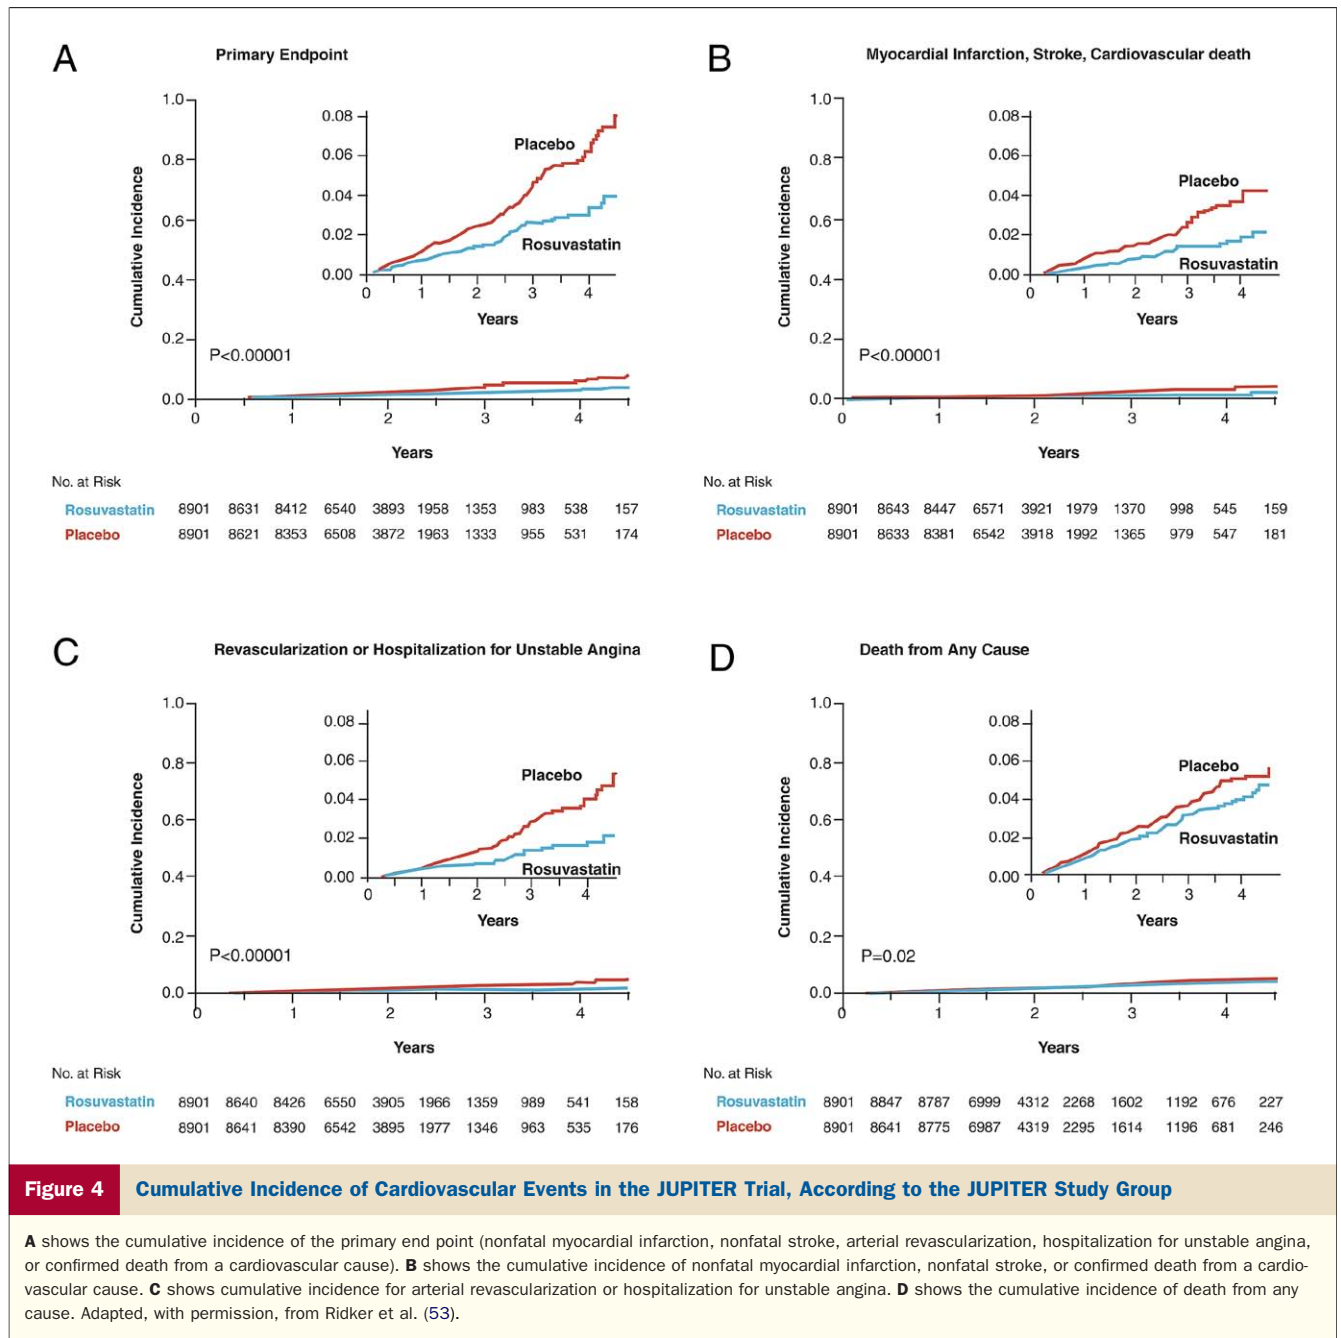 A
Primary Endpoint
1.0
0.8
0.6
0.4
0.2
0.0
Cumulative Incidence
0.08
0.06
0.04
0.02
0.00
Placebo
Rosuvastatin
0 1 2 3 4
Years
P<0.00001
0 1 2 3 4
Years
No. at Risk
Rosuvastatin 8901 8631 8412 6540 3893 1958 1353 983 538 157
Placebo 8901 8621 8353 6508 3872 1963 1333 955 531 174
B
Myocardial Infarction, Stroke, Cardiovascular death
1.0
0.8
0.6
0.4
0.2
0.0
Cumulative Incidence
0.08
0.06
0.04
0.02
0.00
Placebo
Rosuvastatin
0 1 2 3 4
Years
P<0.00001
0 1 2 3 4
Years
No. at Risk
Rosuvastatin 8901 8643 8447 6571 3921 1979 1370 998 545 159
Placebo 8901 8633 8381 6542 3918 1992 1365 979 547 181
C
Revascularization or Hospitalization for Unstable Angina
1.0
0.8
0.6
0.4
0.2
0.0
Cumulative Incidence
0.08
0.06
0.04
0.02
0.00
Placebo
Rosuvastatin
0 1 2 3 4
Years
P<0.00001
0 1 2 3 4
Years
No. at Risk
Rosuvastatin 8901 8640 8426 6550 3905 1966 1359 989 541 158
Placebo 8901 8641 8390 6542 3895 1977 1346 963 535 176
D
Death from Any Cause
1.0
0.8
0.6
0.4
0.2
0.0
Cumulative Incidence
0.08
0.06
0.04
0.02
0.00
Placebo
Rosuvastatin
0 1 2 3 4
Years
P=0.02
0 1 2 3 4
Years
No. at Risk
Rosuvastatin 8901 8847 8787 6999 4312 2268 1602 1192 676 227
Placebo 8901 8641 8775 6987 4319 2295 1614 1196 681 246
Figure 4 Cumulative Incidence of Cardiovascular Events in the JUPITER Trial, According to the JUPITER Study Group
A shows the cumulative incidence of the primary end point (nonfatal myocardial infarction, nonfatal stroke, arterial revascularization, hospitalization for unstable angina,
or confirmed death from a cardiovascular cause). B shows the cumulative incidence of nonfatal myocardial infarction, nonfatal stroke, or confirmed death from a cardio-
vascular cause. C shows cumulative incidence for arterial revascularization or hospitalization for unstable angina. D shows the cumulative incidence of death from any
cause. Adapted, with permission, from Ridker et al. (53).